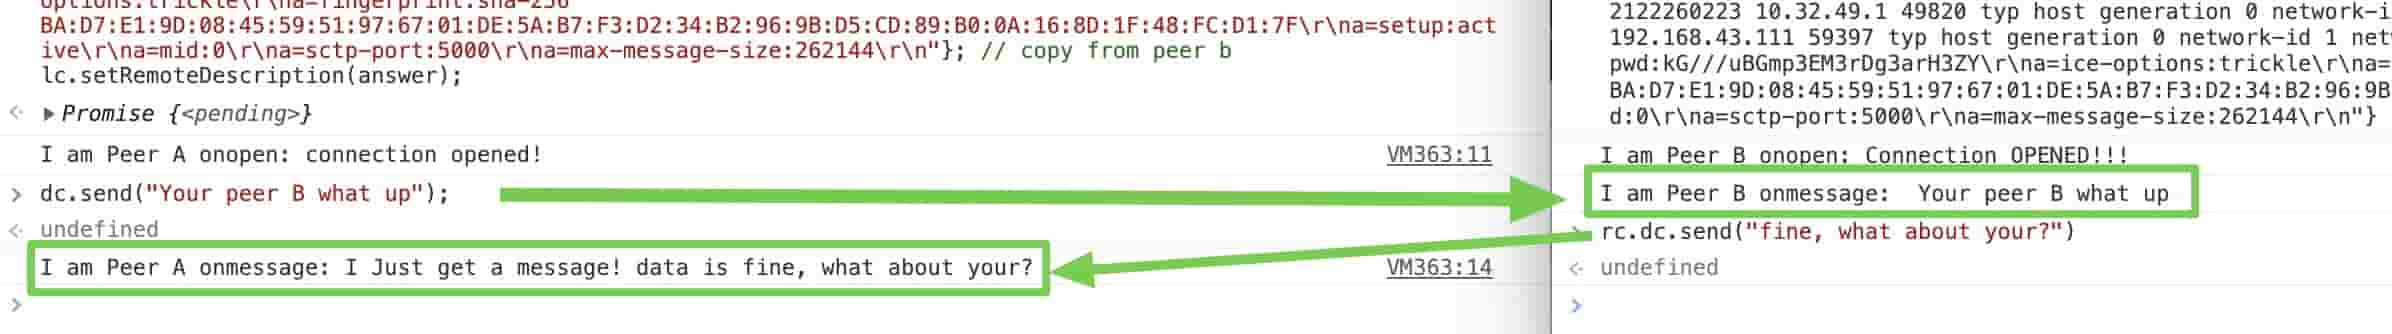 options:trickle\r\na=fingerprint:sha-256
BA:D7:E1:9D:08:45:59:51:97:67:01:DE:5A:B7:F3:D2:34:B2:96:9B:D5:CD:89:B0:0A:16:8D:1F:48:FC:D1:7F\r\na=setup:act
ive\r\na=mid:0\r\na=sctp-port:5000\r\na=max-message-size:262144\r\n"}; // copy from peer b
lc.setRemoteDescription(answer);
Promise {<pending>}
I am Peer A onopen: connection opened! VM363:11
dc.send("Your peer B what up");
undefined
I am Peer A onmessage: I Just get a message! data is fine, what about your? VM363:14
2122260223 10.32.49.1 49820 typ host generation 0 network-i
192.168.43.111 59397 typ host generation 0 network-id 1 net
pwd:kG///uBGmp3EM3rDg3arH3ZY\r\na=ice-options:trickle\r\na=
BA:D7:E1:9D:08:45:59:51:97:67:01:DE:5A:B7:F3:D2:34:B2:96:9B
d:0\r\na=sctp-port:5000\r\na=max-message-size:262144\r\n"}
I am Peer B onopen: Connection OPENED!!!
I am Peer B onmessage:  Your peer B what up
rc.dc.send("fine, what about your?")
undefined